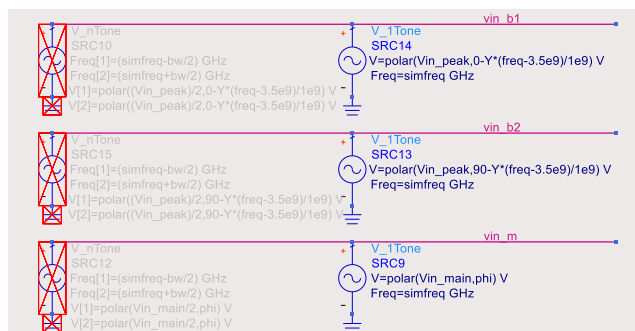 vin_b1
V_nTone
SRC10
Freq[1]=(simfreq-bw/2) GHz
Freq[2]=(simfreq+bw/2) GHz
V[1]=polar((Vin_peak)/2,0-Y*(freq-3.5e9)/1e9) V
V[2]=polar((Vin_peak)/2,0-Y*(freq-3.5e9)/1e9) V
V_1Tone
SRC14
V=polar(Vin_peak,0-Y*(freq-3.5e9)/1e9) V
Freq=simfreq GHz
vin_b2
V_nTone
SRC15
Freq[1]=(simfreq-bw/2) GHz
Freq[2]=(simfreq+bw/2) GHz
V[1]=polar((Vin_peak)/2,90-Y*(freq-3.5e9)/1e9) V
V[2]=polar((Vin_peak)/2,90-Y*(freq-3.5e9)/1e9) V
V_1Tone
SRC13
V=polar(Vin_peak,90-Y*(freq-3.5e9)/1e9) V
Freq=simfreq GHz
vin_m
V_nTone
SRC12
Freq[1]=(simfreq-bw/2) GHz
Freq[2]=(simfreq+bw/2) GHz
V[1]=polar(Vin_main/2,phi) V
V[2]=polar(Vin_main/2,phi) V
V_1Tone
SRC9
V=polar(Vin_main,phi) V
Freq=simfreq GHz